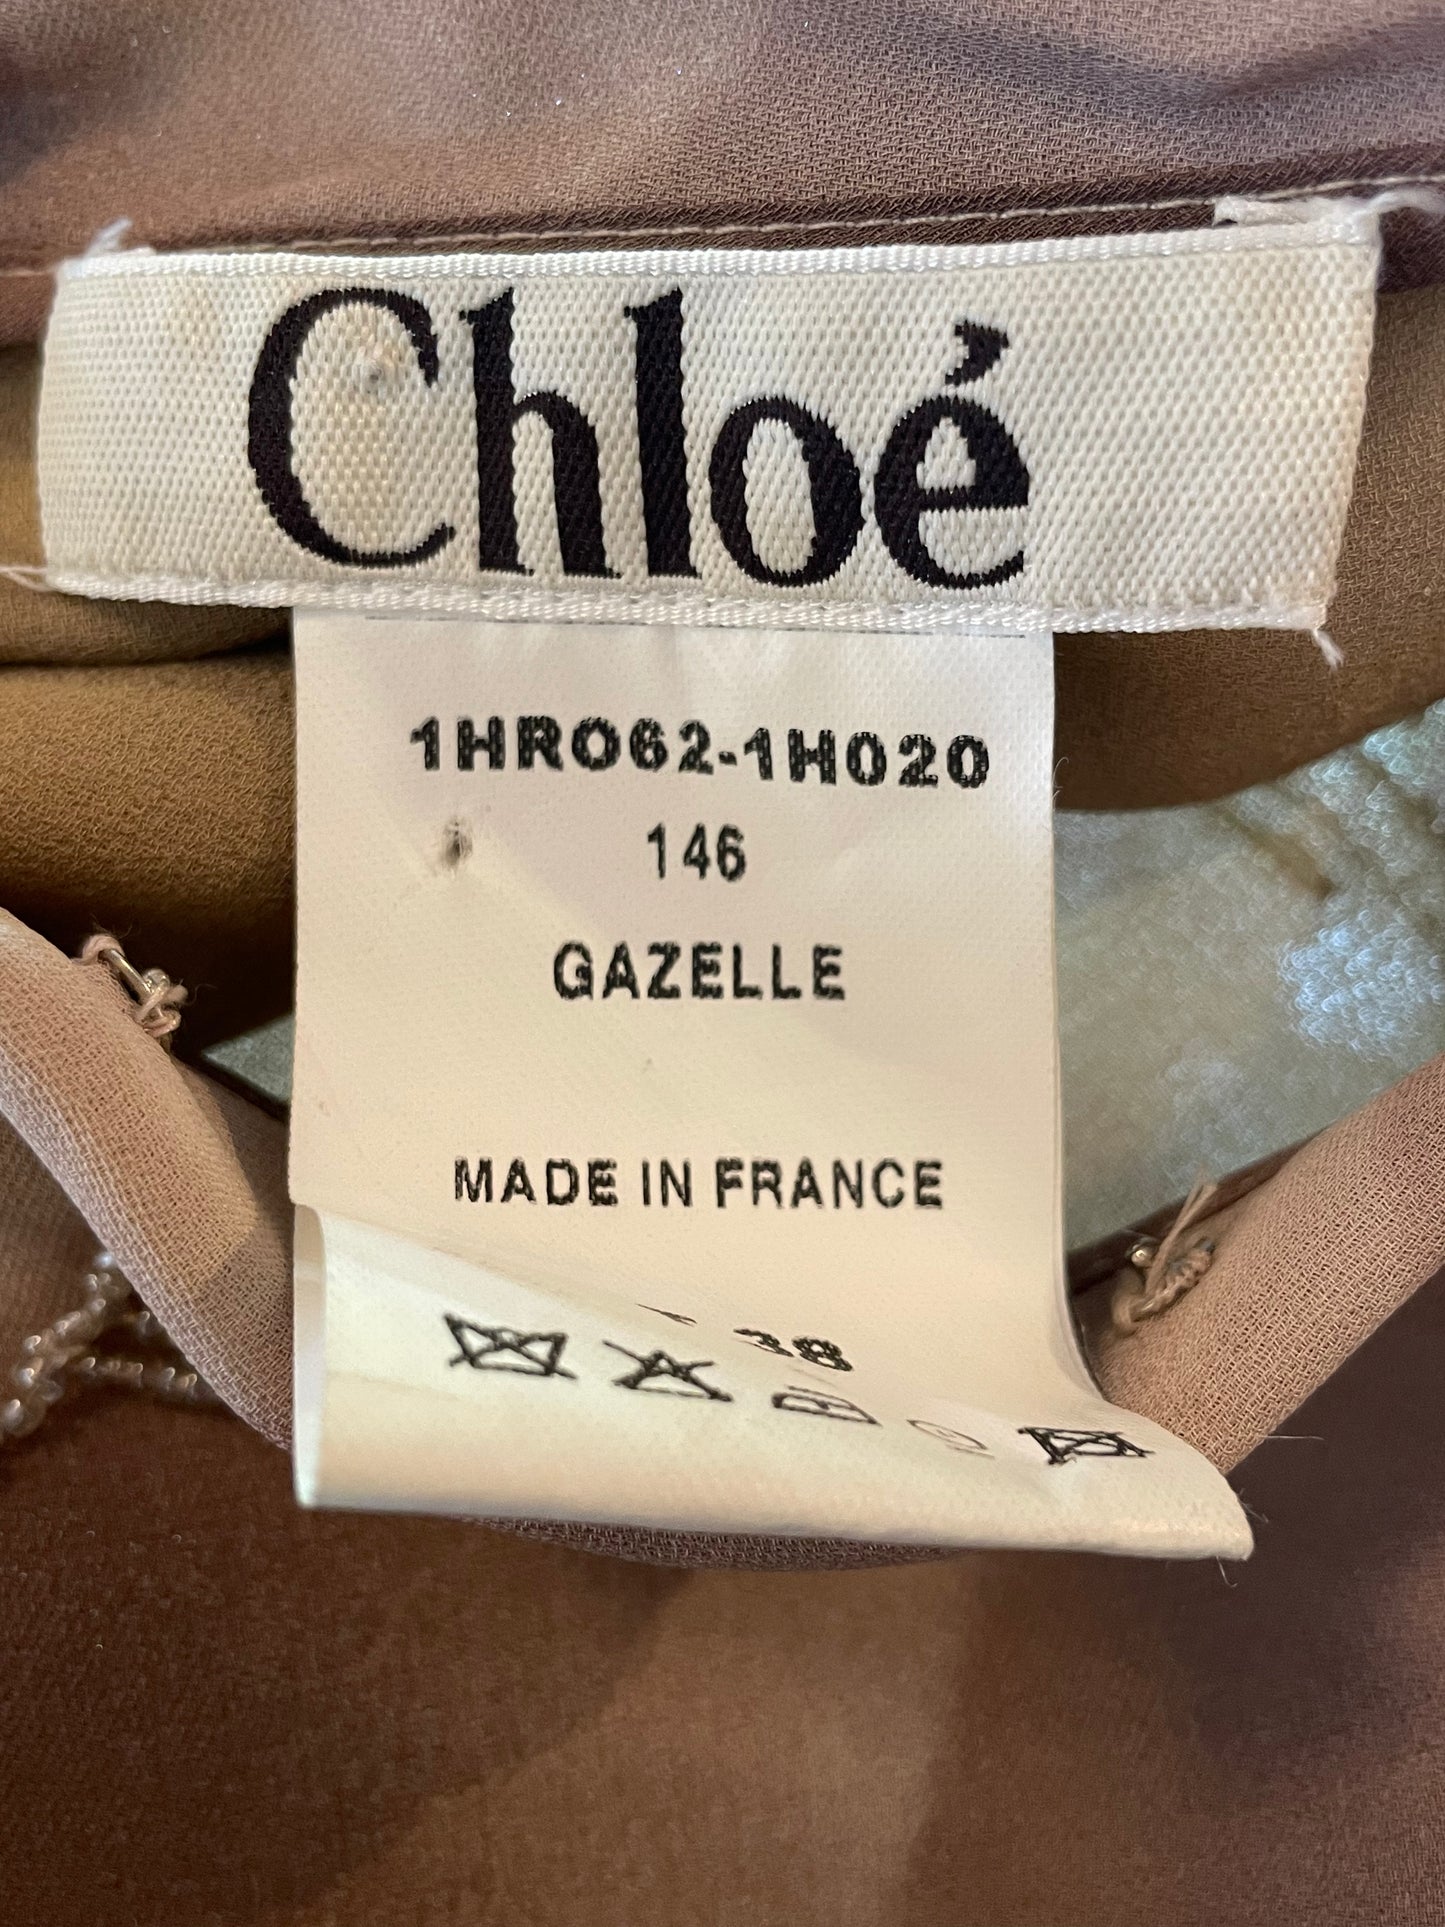 Chloé
1HR062-1H020
146
GAZELLE
MADE IN FRANCE
38